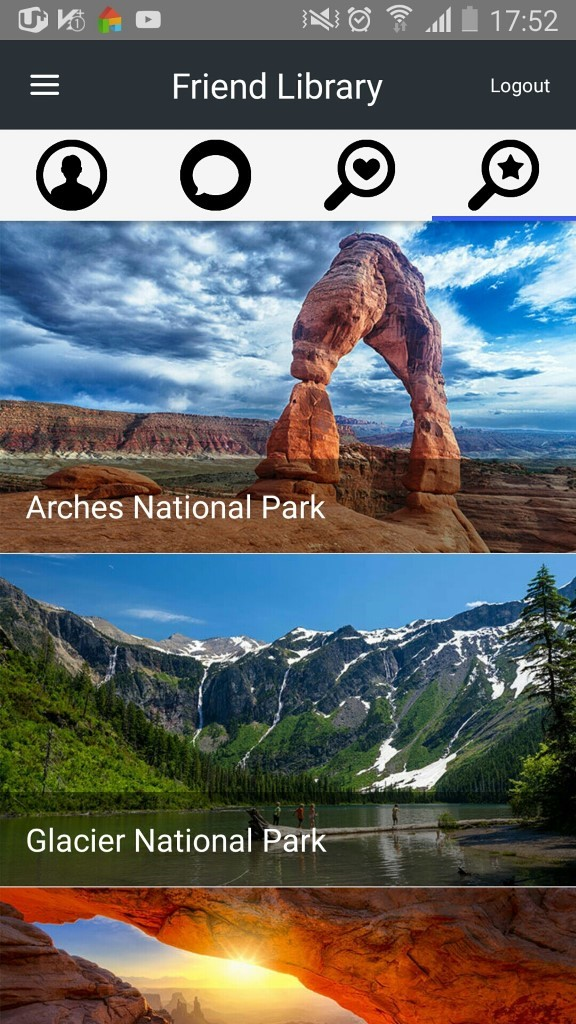 17:52
Friend Library
Logout
Arches National Park
Glacier National Park